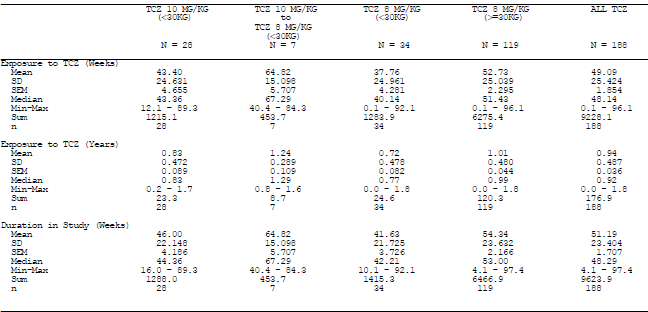 TCZ 10 MG/KG TCZ 10 MG/KG TCZ 8 MG/KG TCZ 8 MG/KG ALL TCZ
(<30KG) to (<30KG) (>=30KG)
TCZ 8 MG/KG
(<30KG)
N = 28 N = 7 N = 34 N = 119 N = 188
Exposure to TCZ (Weeks)
Mean 43.40 64.82 37.76 52.73 49.09
SD 24.631 15.098 24.961 25.039 25.424
SEM 4.655 5.707 4.281 2.295 1.854
Median 43.36 67.29 40.14 51.43 48.14
Min-Max 12.1 - 89.3 40.4 - 84.3 0.1 - 92.1 0.1 - 96.1 0.1 - 96.1
Sum 1215.1 453.7 1283.9 6275.4 9228.1
n 28 7 34 119 188
Exposure to TCZ (Years)
Mean 0.83 1.24 0.72 1.01 0.94
SD 0.472 0.289 0.478 0.480 0.487
SEM 0.089 0.109 0.082 0.044 0.036
Median 0.83 1.29 0.77 0.99 0.92
Min-Max 0.2 - 1.7 0.8 - 1.6 0.0 - 1.8 0.0 - 1.8 0.0 - 1.8
Sum 23.3 8.7 24.6 120.3 176.9
n 28 7 34 119 188
Duration in Study (Weeks)
Mean 46.00 64.82 41.63 54.34 51.19
SD 22.148 15.098 21.725 23.632 23.404
SEM 4.186 5.707 3.726 2.166 1.707
Median 44.36 67.29 42.21 53.00 48.29
Min-Max 16.0 - 89.3 40.4 - 84.3 10.1 - 92.1 4.1 - 97.4 4.1 - 97.4
Sum 1288.0 453.7 1415.3 6466.9 9623.9
n 28 7 34 119 188